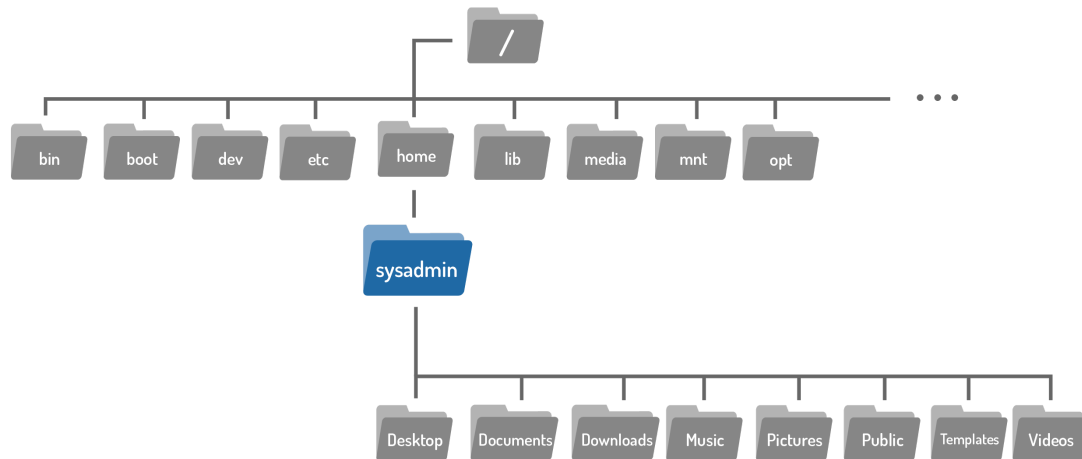 /
bin boot dev etc home lib media mnt opt ...
sysadmin
Desktop Documents Downloads Music Pictures Public Templates Videos